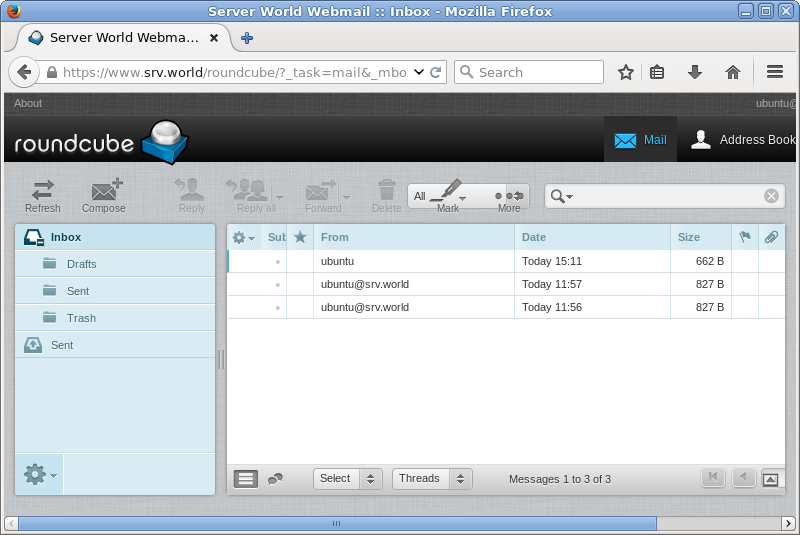 Server World Webmail :: Inbox - Mozilla Firefox
Server World Webma...
https://www.srv.world/roundcube/?_task=mail&_mbo
Search
About
ubuntu@
roundcube
Mail
Address Book
Refresh
Compose
Reply
Reply all
Forward
Delete
All
Mark
More
Inbox
Drafts
Sent
Trash
Sent
Sub From Date Size
ubuntu Today 15:11 662 B
ubuntu@srv.world Today 11:57 827 B
ubuntu@srv.world Today 11:56 827 B
Select
Threads
Messages 1 to 3 of 3